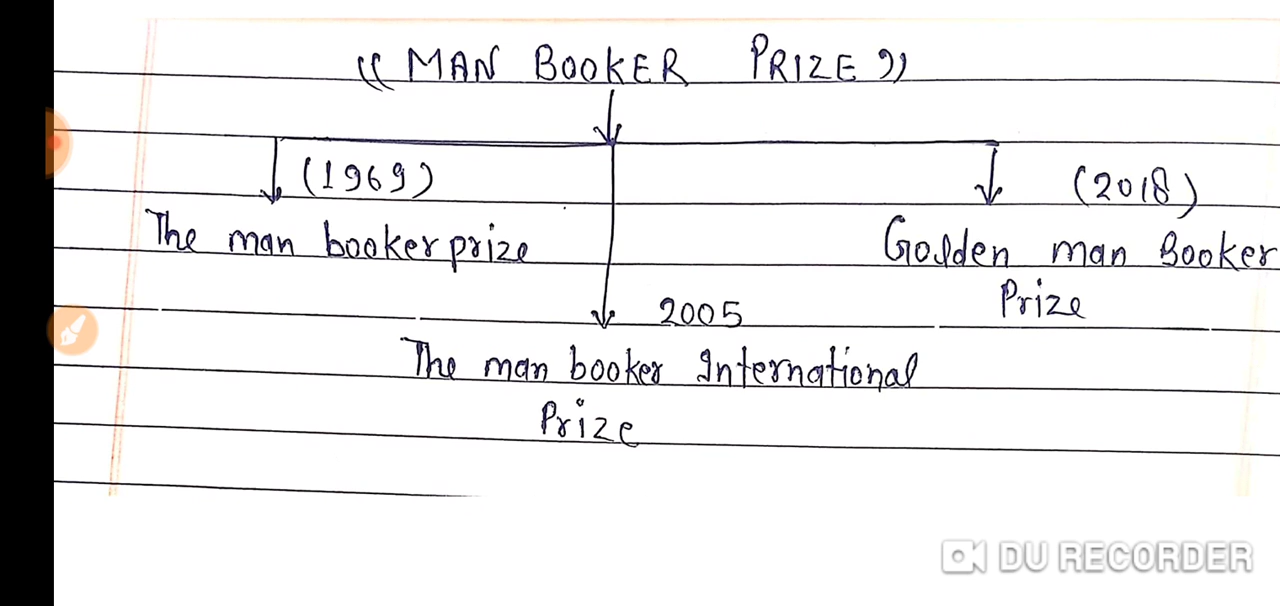 (( MAN BOOKER PRIZE ))
(1969)
(2018)
The man booker prize
Golden man Booker
Prize
2005
The man booker International
Prize
DU RECORDER